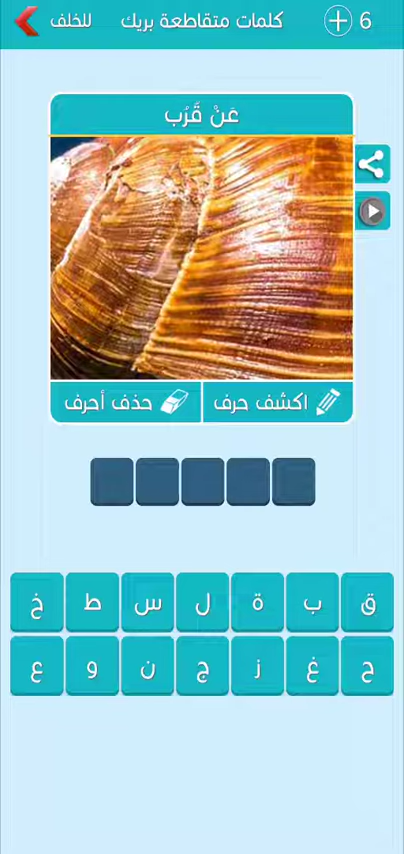 للخلف كلمات متقاطعة بريك 6
عَنْ قُرُب
اكشف حرف حذف أحرف
ق ب ة ل س ط خ
ح غ ز ج ن و ع